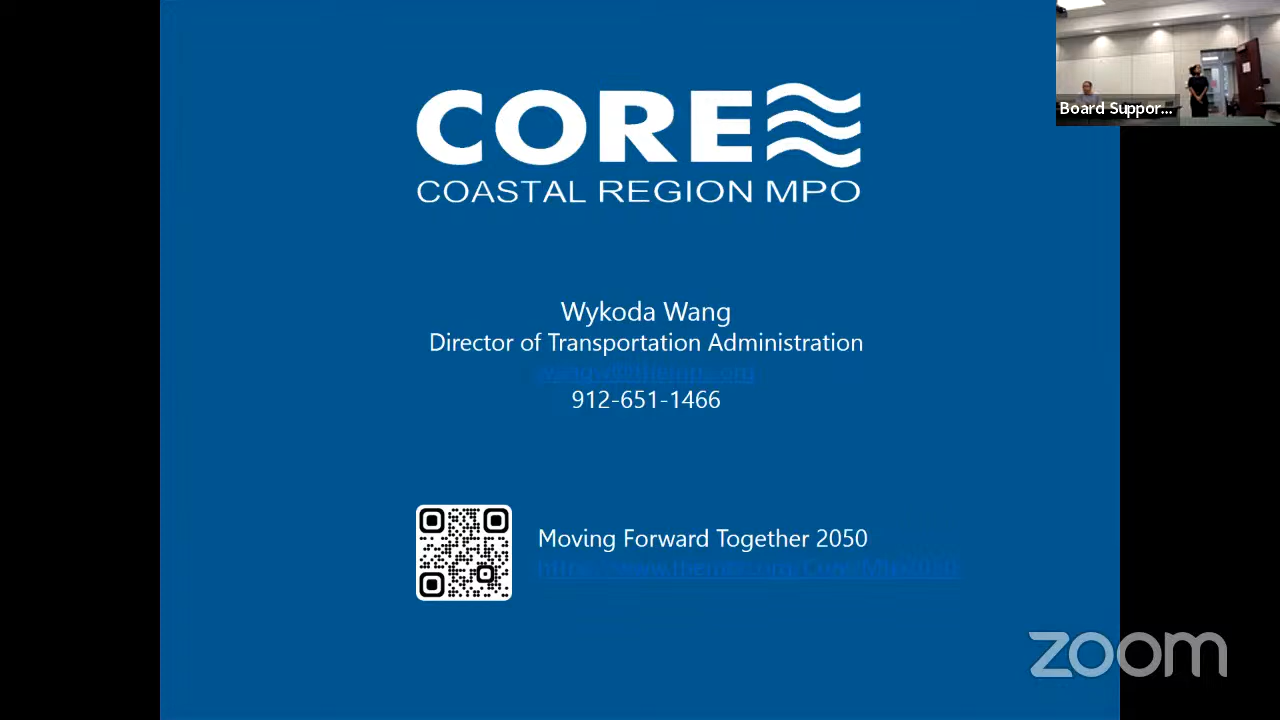 CORE
COASTAL REGION MPO
Board Suppor...
Wykoda Wang
Director of Transportation Administration
912-651-1466
Moving Forward Together 2050
zoom